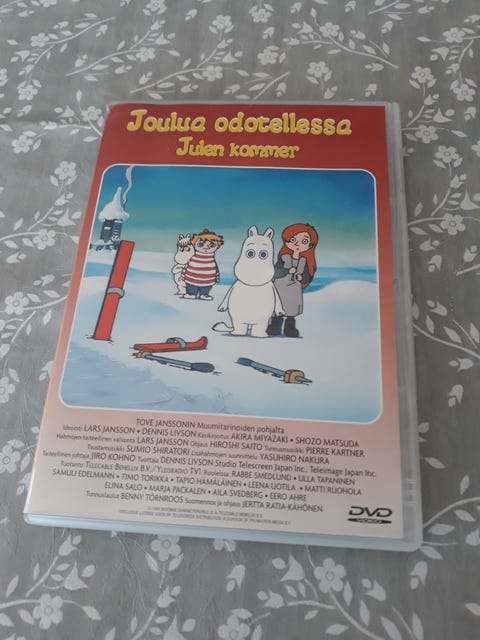 Joulua odotellessa
Julen kommer
TOVE JANSSONIN Muumitarinoiden pohjalta
Ideointi LARS JANSSON • DENNIS LIVSON Käsikirjoitus AKIRA MIYAZAKI • SHOZO MATSUDA
Hahmojen taiteellinen valvonta LARS JANSSON Ohjaus HIROSHI SAITO Tunnusmusiikki PIERRE KARTNER
Taustamusiikki SUMIO SHIRATORI Lisähahmojen suunnittelu YASUHIRO NAKURA
Taiteellinen johtaja JIRO KOHNO Tuottaja DENNIS LIVSON Studio Telescreen Japan Inc., Teleimage Japan Inc.
Tuotanto TELECABLE BENELUX B.V. / YLEISRADIO TV1 Rooleissa RABBE SMEDLUND • ULLA TAPANINEN
SAMULI EDELMANN • TIMO TORIKKA • TAPIO HÄMÄLÄINEN • LEENA UOTILA • MATTI RUOHOLA
ELINA SALO • MARJA PACKALEN • AILA SVEDBERG • EERO AHRE
Tunnuslaulut BENNY TÖRNROOS Suomennos ja ohjaus JERTTA RATIA-KÄHÖNEN
DVD
VIDEO